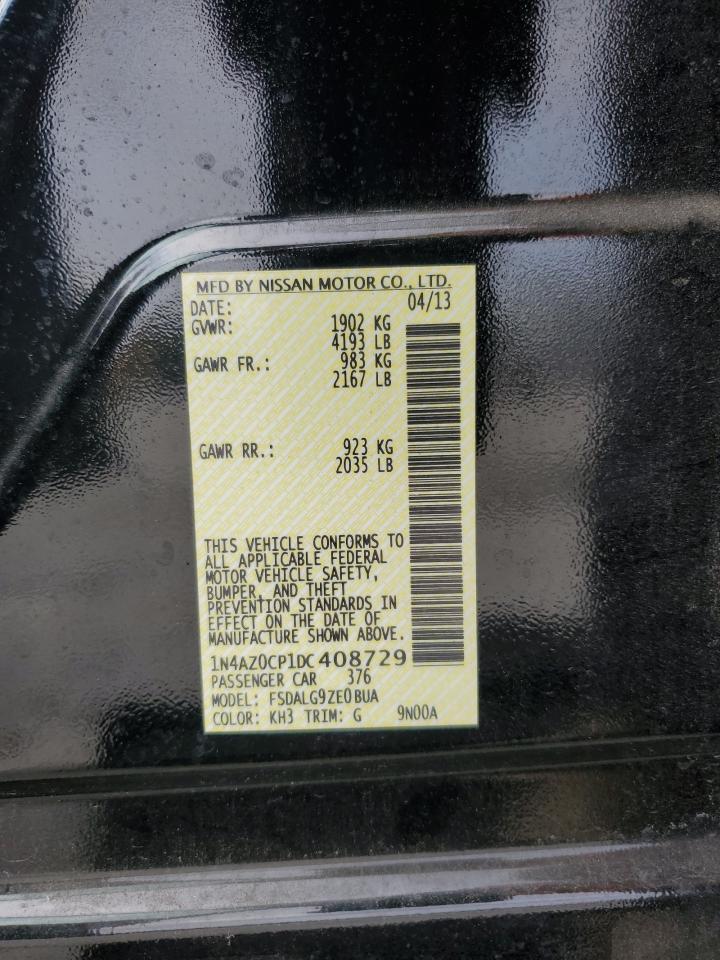 MFD BY NISSAN MOTOR CO., LTD.
DATE: 04/13
GVWR: 1902 KG
4193 LB
GAWR FR.: 983 KG
2167 LB
GAWR RR.: 923 KG
2035 LB
THIS VEHICLE CONFORMS TO
ALL APPLICABLE FEDERAL
MOTOR VEHICLE SAFETY,
BUMPER, AND THEFT
PREVENTION STANDARDS IN
EFFECT ON THE DATE OF
MANUFACTURE SHOWN ABOVE.
1N4AZ0CP1DC408729
PASSENGER CAR 376
MODEL: FSDALG9ZE0BUA
COLOR: KH3 TRIM: G 9N00A